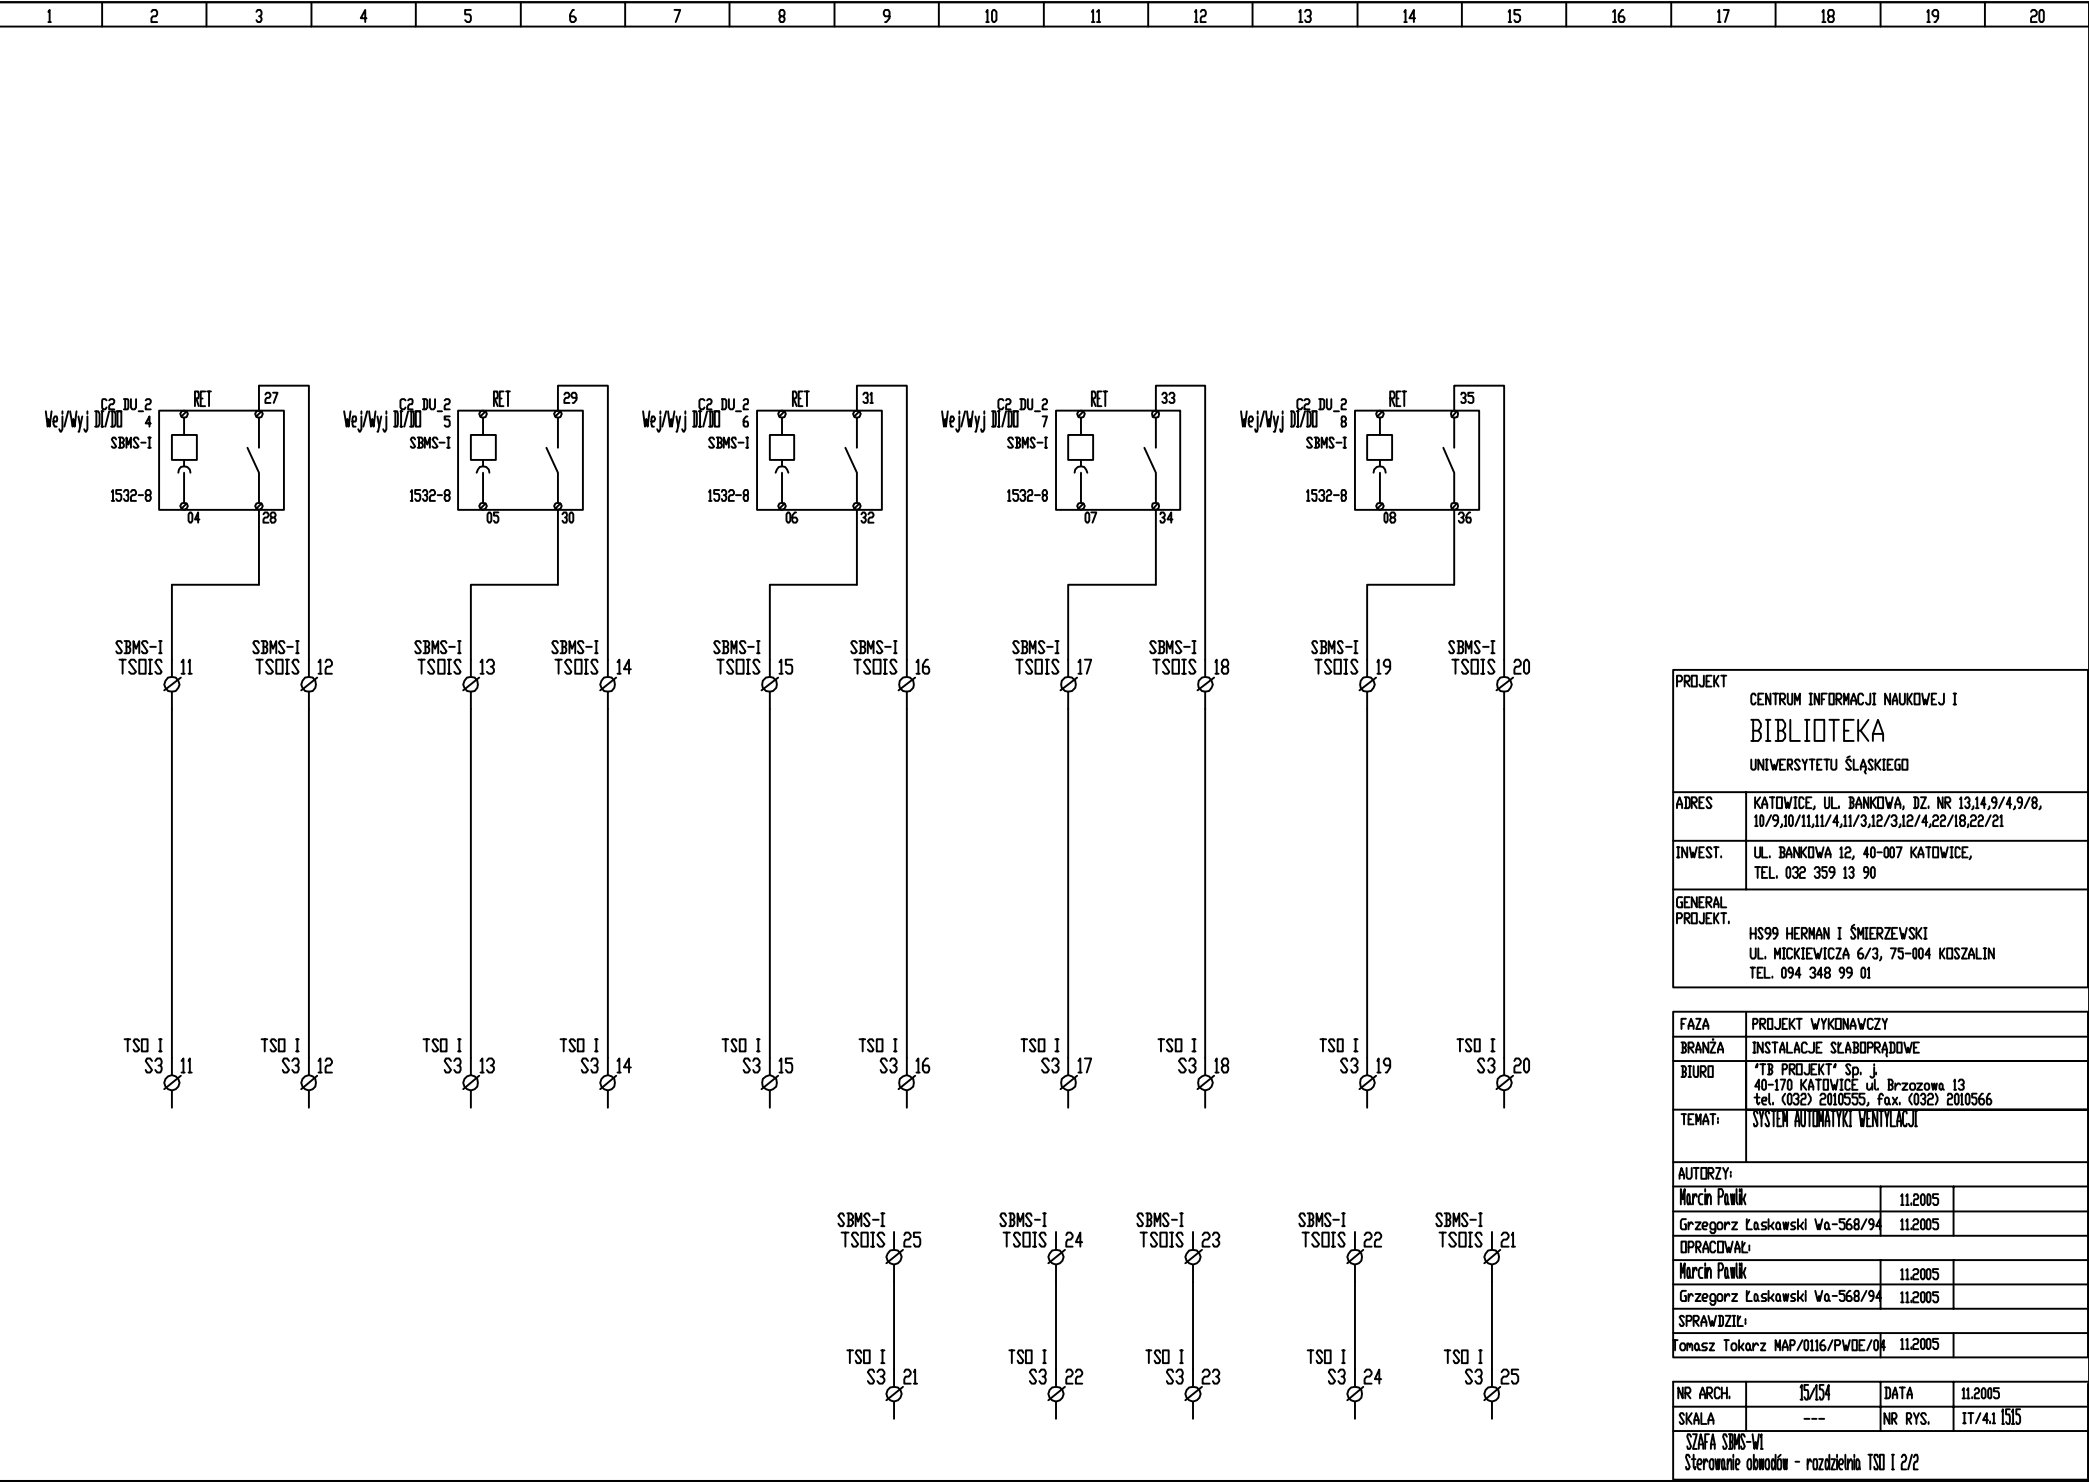 1 2 3 4 5 6 7 8 9 10 11 12 13 14 15 16 17 18 19 20
C2_DU_2 RET 27
Wej/Wyj DI/DO 4
SBMS-I
1532-8
04 28
C2_DU_2 RET 29
Wej/Wyj DI/DO 5
SBMS-I
1532-8
05 30
C2_DU_2 RET 31
Wej/Wyj DI/DO 6
SBMS-I
1532-8
06 32
C2_DU_2 RET 33
Wej/Wyj DI/DO 7
SBMS-I
1532-8
07 34
C2_DU_2 RET 35
Wej/Wyj DI/DO 8
SBMS-I
1532-8
08 36
SBMS-I SBMS-I SBMS-I SBMS-I SBMS-I SBMS-I SBMS-I SBMS-I SBMS-I SBMS-I
TSOIS 11 TSOIS 12 TSOIS 13 TSOIS 14 TSOIS 15 TSOIS 16 TSOIS 17 TSOIS 18 TSOIS 19 TSOIS 20
TSO I TSO I TSO I TSO I TSO I TSO I TSO I TSO I TSO I TSO I
S3 11 S3 12 S3 13 S3 14 S3 15 S3 16 S3 17 S3 18 S3 19 S3 20
SBMS-I SBMS-I SBMS-I SBMS-I SBMS-I
TSOIS 25 TSOIS 24 TSOIS 23 TSOIS 22 TSOIS 21
TSO I TSO I TSO I TSO I TSO I
S3 21 S3 22 S3 23 S3 24 S3 25
PROJEKT
CENTRUM INFORMACJI NAUKOWEJ I
BIBLIOTEKA
UNIWERSYTETU ŚLĄSKIEGO
ADRES KATOWICE, UL. BANKOWA, DZ. NR 13,14,9/4,9/8,
10/9,10/11,11/4,11/3,12/3,12/4,22/18,22/21
INWEST. UL. BANKOWA 12, 40-007 KATOWICE,
TEL. 032 359 13 90
GENERAL
PROJEKT.
HS99 HERMAN I ŚMIERZEWSKI
UL. MICKIEWICZA 6/3, 75-004 KOSZALIN
TEL. 094 348 99 01
FAZA PROJEKT WYKONAWCZY
BRANŻA INSTALACJE SŁABOPRĄDOWE
BIURO "TB PROJEKT" Sp. j.
40-170 KATOWICE ul. Brzozowa 13
tel. (032) 2010555, fax. (032) 2010566
TEMAT: SYSTEM AUTOMATYKI WENTYLACJI
AUTORZY:
Marcin Pawlik 11.2005
Grzegorz Łaskawski Wa-568/94 11.2005
OPRACOWAŁ:
Marcin Pawlik 11.2005
Grzegorz Łaskawski Wa-568/94 11.2005
SPRAWDZIŁ:
Tomasz Tokarz MAP/0116/PWOE/04 11.2005
NR ARCH. 15/154 DATA 11.2005
SKALA --- NR RYS. IT/4.1 1515
SZAFA SBMS-W1
Sterowanie obwodów - rozdzielnia TSO I 2/2